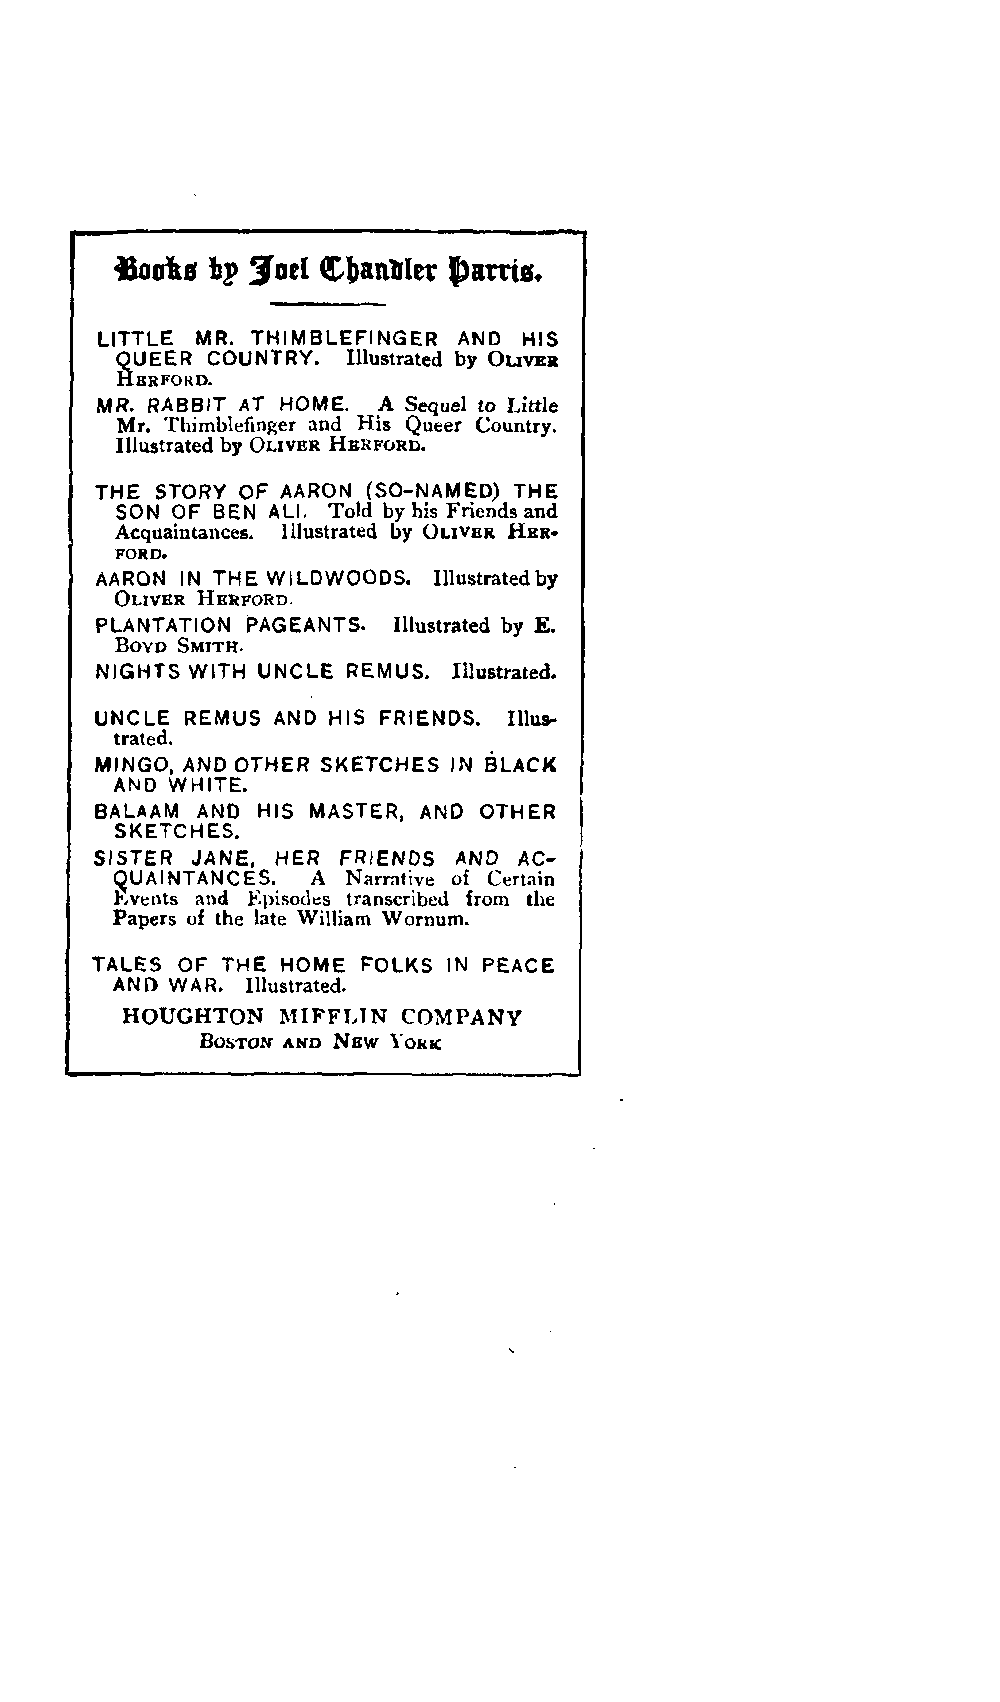 Books by Joel Chandler Harris.
LITTLE MR. THIMBLEFINGER AND HIS
QUEER COUNTRY. Illustrated by OLIVER
HERFORD.
MR. RABBIT AT HOME. A Sequel to Little
Mr. Thimblefinger and His Queer Country.
Illustrated by OLIVER HERFORD.
THE STORY OF AARON (SO-NAMED) THE
SON OF BEN ALI. Told by his Friends and
Acquaintances. Illustrated by OLIVER HER-
FORD.
AARON IN THE WILDWOODS. Illustrated by
OLIVER HERFORD.
PLANTATION PAGEANTS. Illustrated by E.
BOYD SMITH.
NIGHTS WITH UNCLE REMUS. Illustrated.
UNCLE REMUS AND HIS FRIENDS. Illus-
trated.
MINGO, AND OTHER SKETCHES IN BLACK
AND WHITE.
BALAAM AND HIS MASTER, AND OTHER
SKETCHES.
SISTER JANE, HER FRIENDS AND AC-
QUAINTANCES. A Narrative of Certain
Events and Episodes transcribed from the
Papers of the late William Wornum.
TALES OF THE HOME FOLKS IN PEACE
AND WAR. Illustrated.
HOUGHTON MIFFLIN COMPANY
BOSTON AND NEW YORK